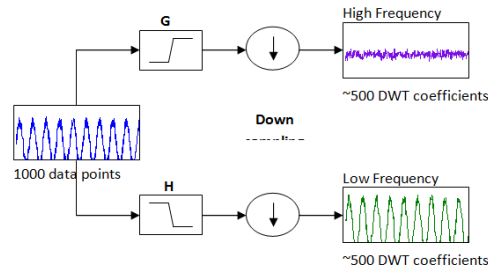 G
High Frequency
~500 DWT coefficients
Down
1000 data points
H
Low Frequency
~500 DWT coefficients